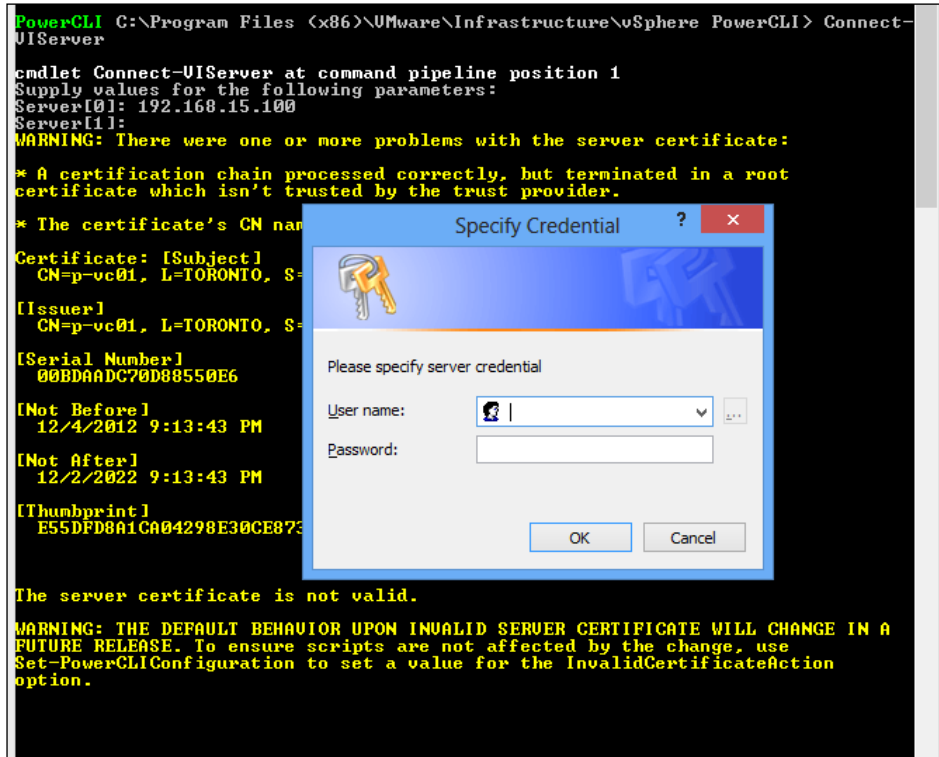 PowerCLI C:\Program Files (x86)\VMware\Infrastructure\vSphere PowerCLI> Connect-
VIServer
cmdlet Connect-VIServer at command pipeline position 1
Supply values for the following parameters:
Server[0]: 192.168.15.100
Server[1]:
WARNING: There were one or more problems with the server certificate:
* A certification chain processed correctly, but terminated in a root
certificate which isn't trusted by the trust provider.
* The certificate's CN nam
Certificate: [Subject]
CN=p-vc01, L=TORONTO, S=
[Issuer]
CN=p-vc01, L=TORONTO, S=
[Serial Number]
00BDAADC70D88550E6
[Not Before]
12/4/2012 9:13:43 PM
[Not After]
12/2/2022 9:13:43 PM
[Thumbprint]
E55DFD8A1CA04298E30CE873
Specify Credential
?
Please specify server credential
User name:
...
Password:
OK
Cancel
The server certificate is not valid.
WARNING: THE DEFAULT BEHAVIOR UPON INVALID SERVER CERTIFICATE WILL CHANGE IN A
FUTURE RELEASE. To ensure scripts are not affected by the change, use
Set-PowerCLIConfiguration to set a value for the InvalidCertificateAction
option.